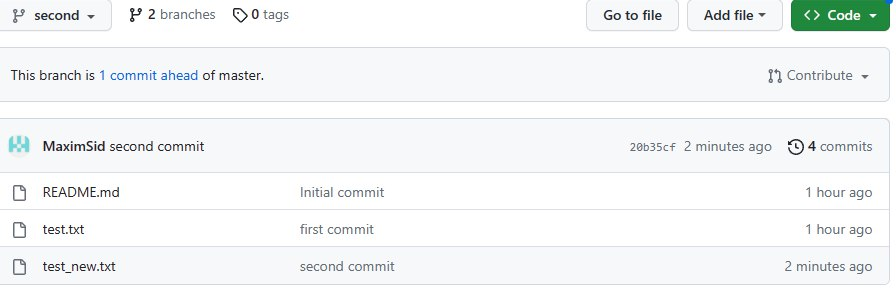 second 2 branches 0 tags Go to file Add file Code
This branch is 1 commit ahead of master. Contribute
MaximSid second commit 20b35cf 2 minutes ago 4 commits
README.md Initial commit 1 hour ago
test.txt first commit 1 hour ago
test_new.txt second commit 2 minutes ago